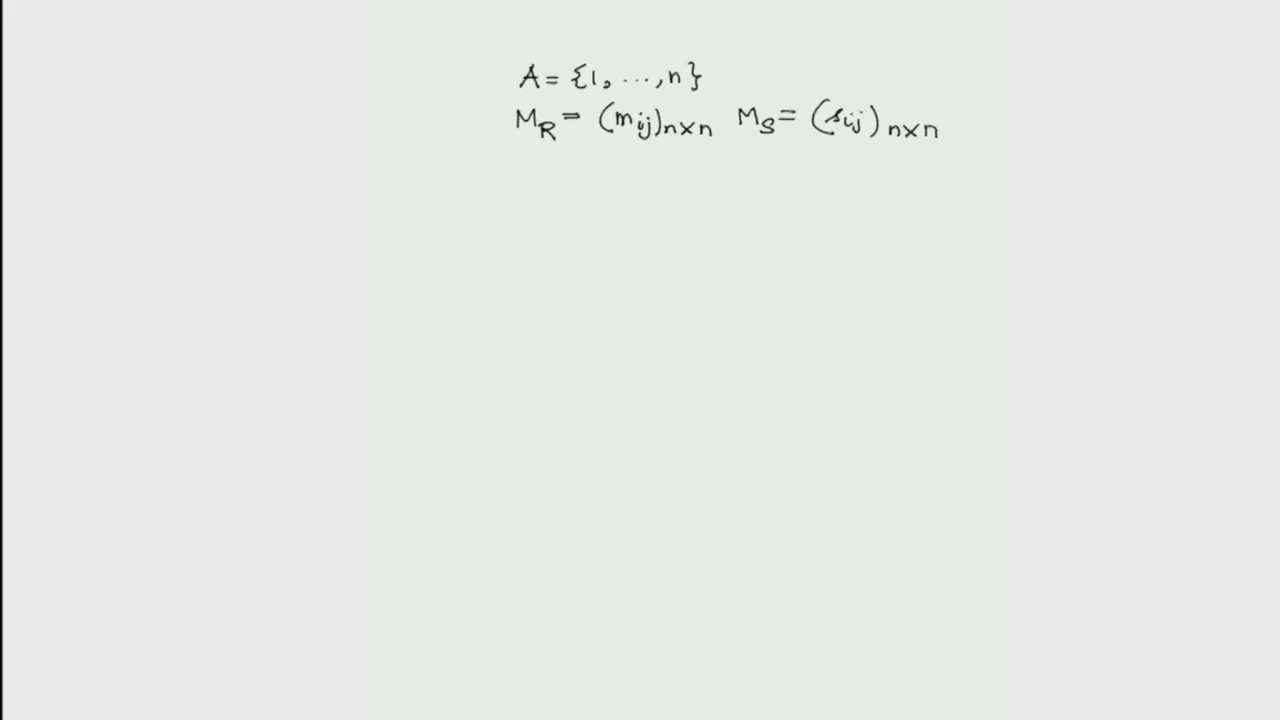 A = {1, ..., n}
M_R = (m_ij)_n×n M_S = (s_ij)_n×n